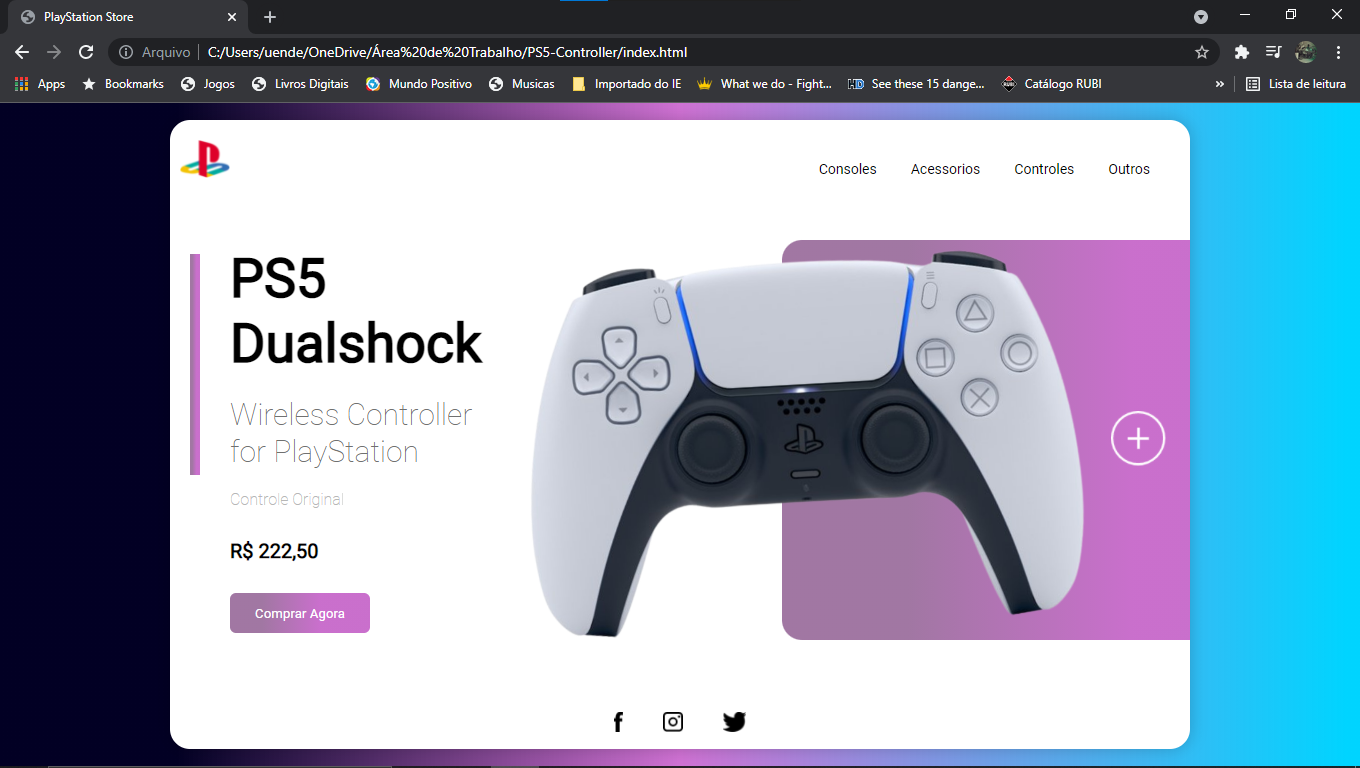 PlayStation Store
Arquivo C:/Users/uende/OneDrive/Área%20de%20Trabalho/PS5-Controller/index.html
Apps Bookmarks Jogos Livros Digitais Mundo Positivo Musicas Importado do IE What we do - Fight... See these 15 dange... Catálogo RUBI » Lista de leitura
Consoles Acessorios Controles Outros
PS5
Dualshock
Wireless Controller
for PlayStation
Controle Original
R$ 222,50
Comprar Agora